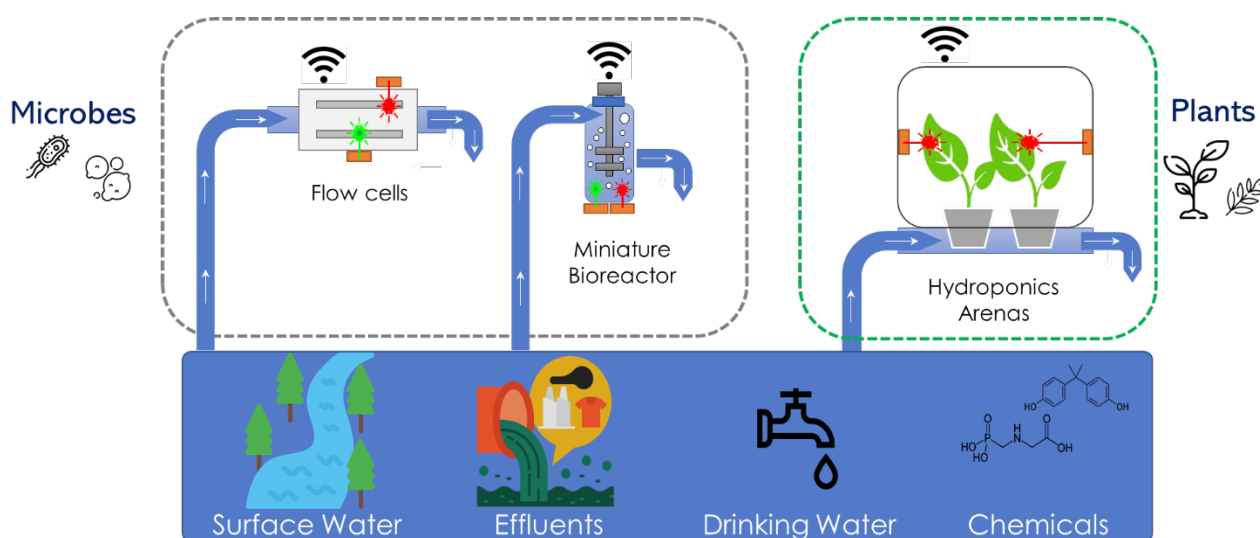 Microbes
Flow cells
Miniature
Bioreactor
Plants
Hydroponics
Arenas
HO
OH
O
HO
P
HO
H
N
O
OH
Surface Water
Effluents
Drinking Water
Chemicals